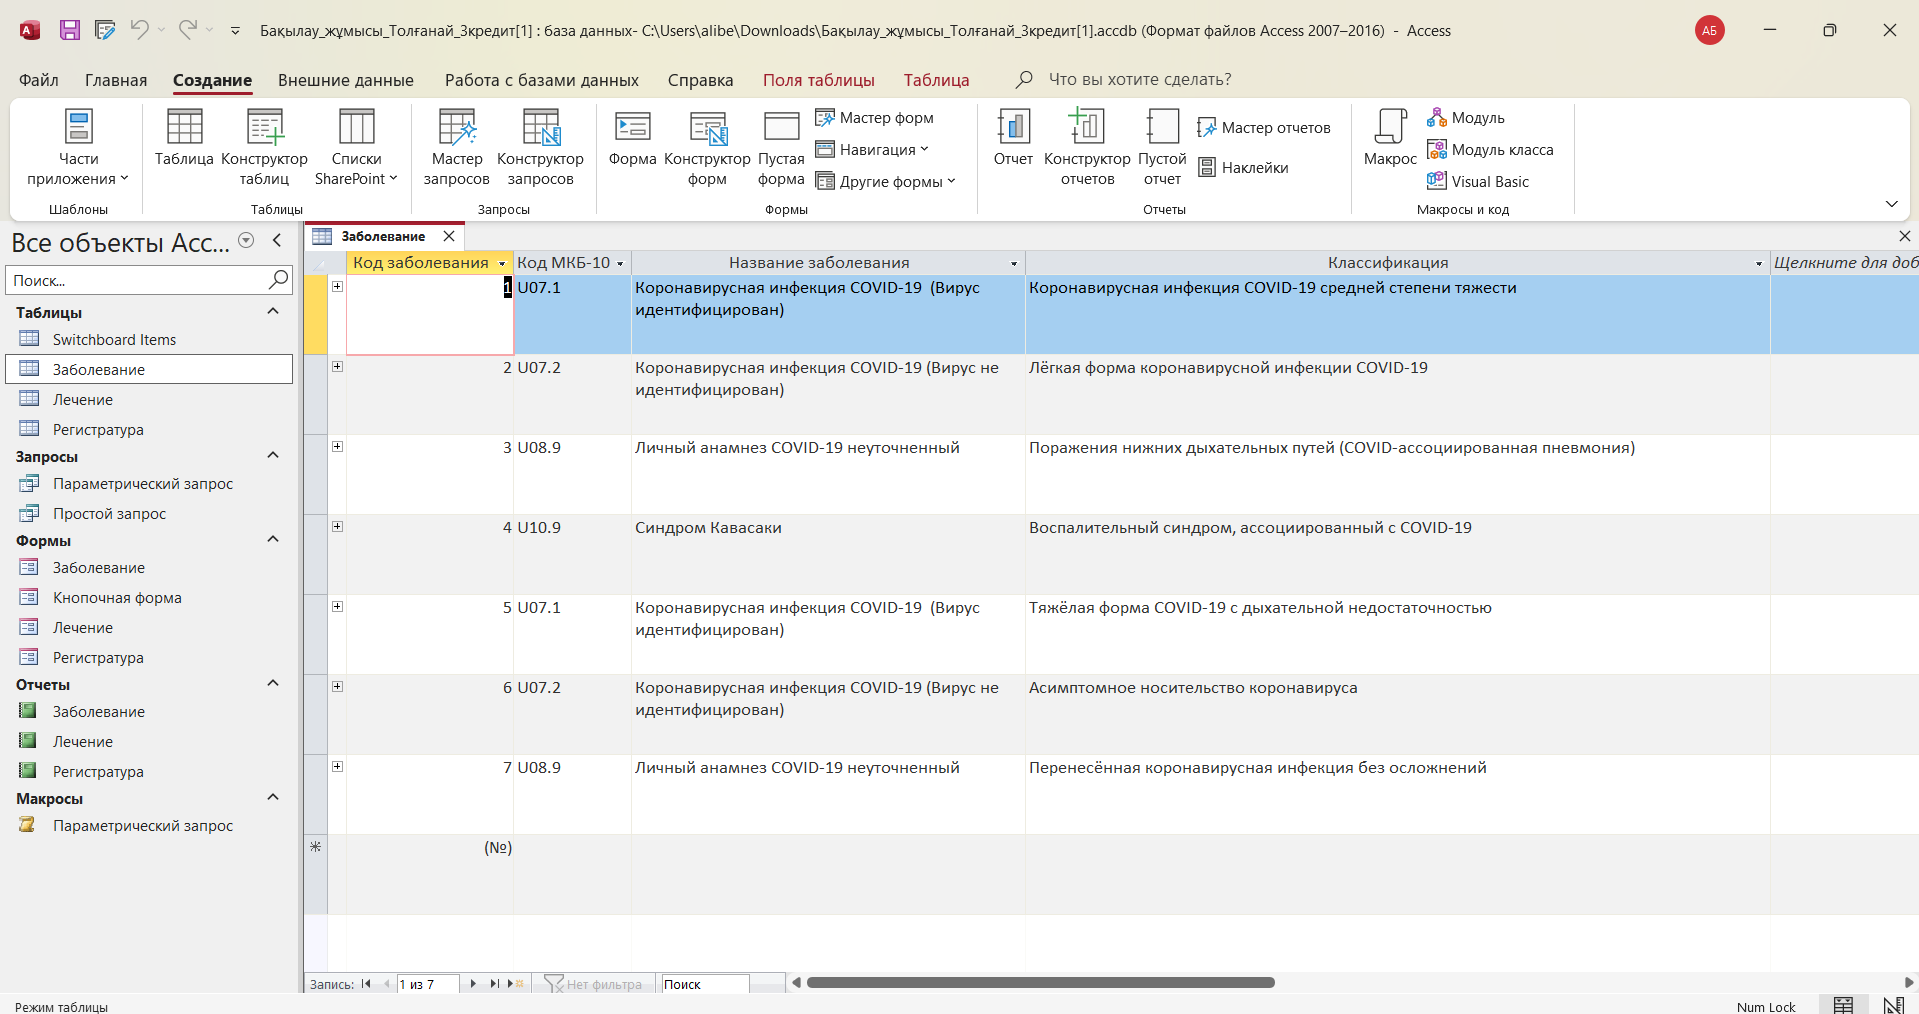 Бақылау_жұмысы_Толғанай_3кредит[1] : база данных- C:\Users\alibe\Downloads\Бақылау_жұмысы_Толғанай_3кредит[1].accdb (Формат файлов Access 2007–2016) - Access
АБ
Файл Главная Создание Внешние данные Работа с базами данных Справка Поля таблицы Таблица Что вы хотите сделать?
Части приложения
Шаблоны
Таблица
Конструктор таблиц
Списки SharePoint
Таблицы
Мастер запросов
Конструктор запросов
Запросы
Форма
Конструктор форм
Пустая форма
Мастер форм
Навигация
Другие формы
Формы
Отчет
Конструктор отчетов
Пустой отчет
Мастер отчетов
Наклейки
Отчеты
Макрос
Модуль
Модуль класса
Visual Basic
Макросы и код
Все объекты Acc...
Поиск...
Таблицы
Switchboard Items
Заболевание
Лечение
Регистратура
Запросы
Параметрический запрос
Простой запрос
Формы
Заболевание
Кнопочная форма
Лечение
Регистратура
Отчеты
Заболевание
Лечение
Регистратура
Макросы
Параметрический запрос
Заболевание
Код заболевания Код МКБ-10 Название заболевания Классификация Щелкните для доб
1 U07.1 Коронавирусная инфекция COVID-19 (Вирус Коронавирусная инфекция COVID-19 средней степени тяжести
идентифицирован)
2 U07.2 Коронавирусная инфекция COVID-19 (Вирус не Лёгкая форма коронавирусной инфекции COVID-19
идентифицирован)
3 U08.9 Личный анамнез COVID-19 неуточненный Поражения нижних дыхательных путей (COVID-ассоциированная пневмония)
4 U10.9 Синдром Кавасаки Воспалительный синдром, ассоциированный с COVID-19
5 U07.1 Коронавирусная инфекция COVID-19 (Вирус Тяжёлая форма COVID-19 с дыхательной недостаточностью
идентифицирован)
6 U07.2 Коронавирусная инфекция COVID-19 (Вирус не Асимптомное носительство коронавируса
идентифицирован)
7 U08.9 Личный анамнез COVID-19 неуточненный Перенесённая коронавирусная инфекция без осложнений
(№)
Запись: 1 из 7 Нет фильтра Поиск
Режим таблицы Num Lock